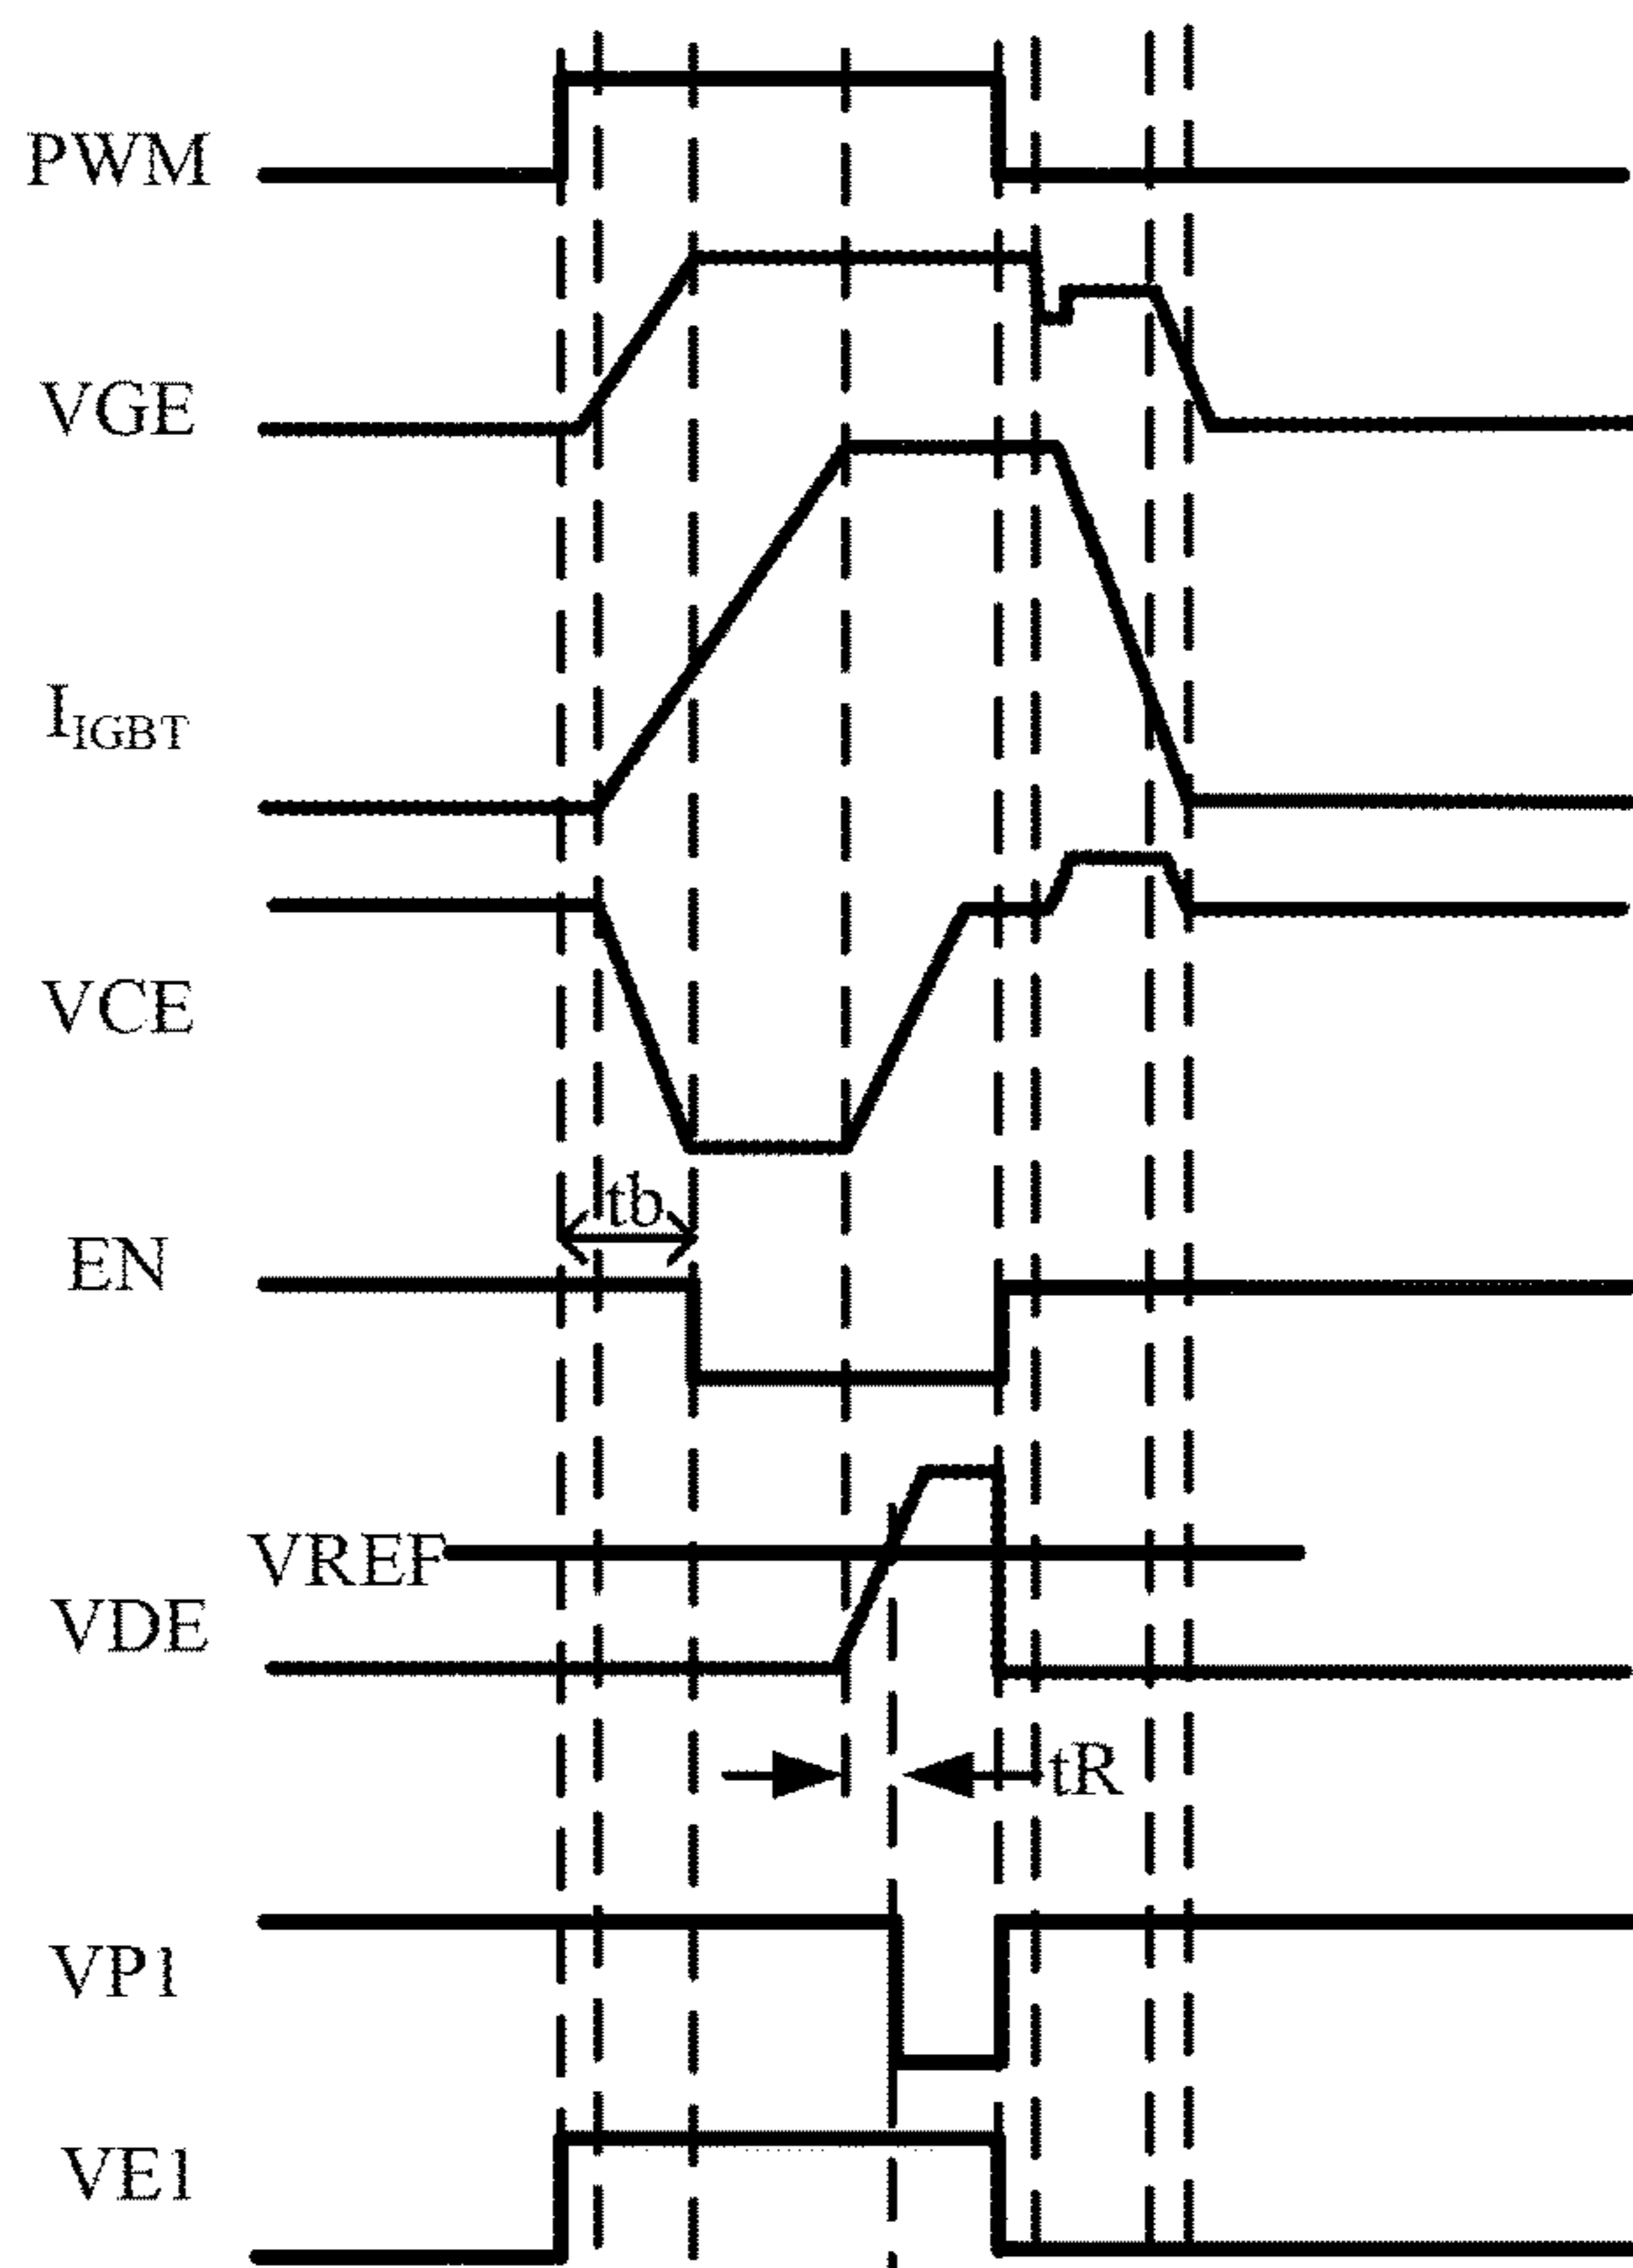 PWM
VGE
IIGBT
VCE
tb
EN
VREF
VDE
tR
VP1
VE1